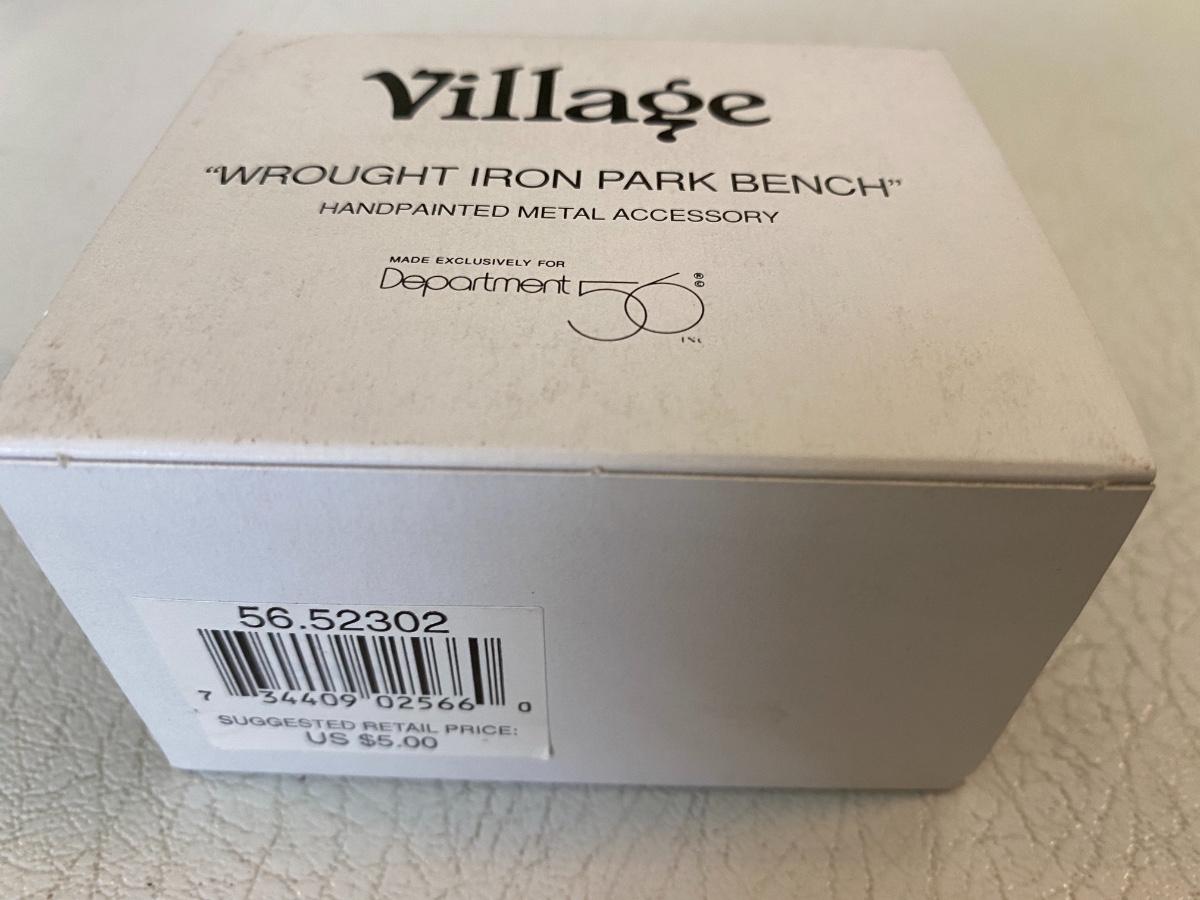 Village
“WROUGHT IRON PARK BENCH”
HANDPAINTED METAL ACCESSORY
MADE EXCLUSIVELY FOR
Department 56 ® ©
INC
56.52302
7 34409 02566 0
SUGGESTED RETAIL PRICE:
US $5.00